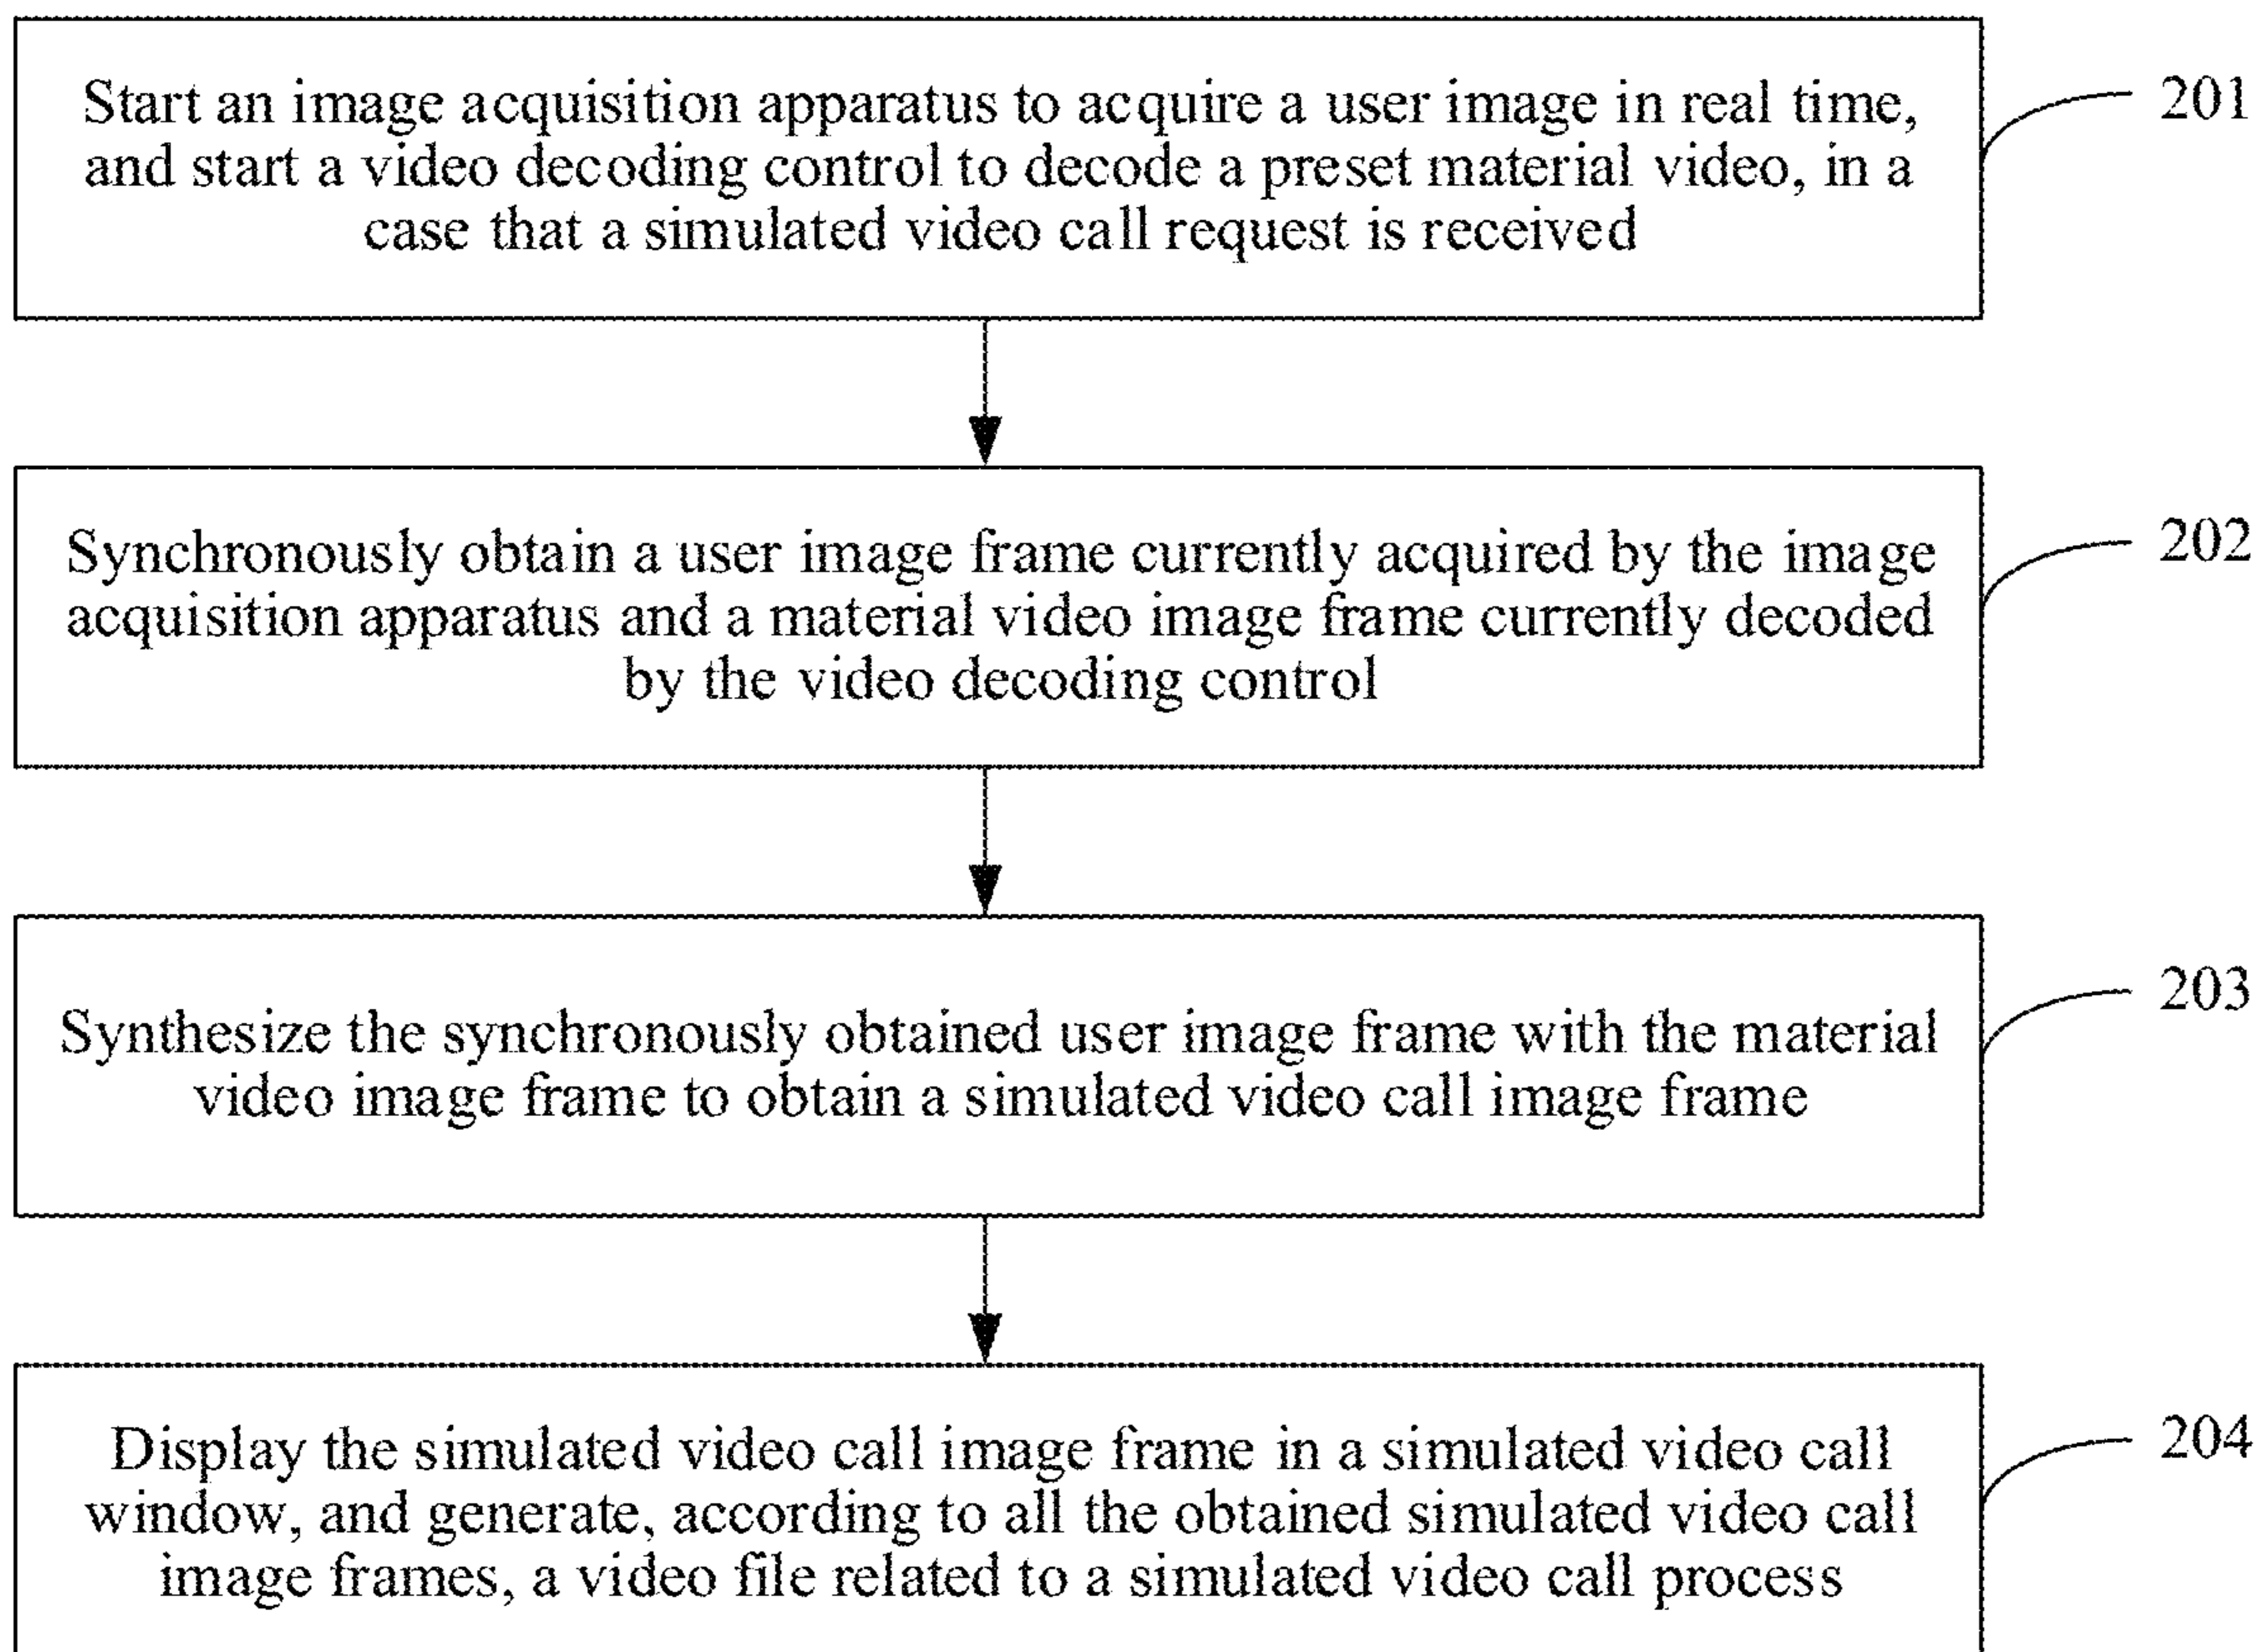 Start an image acquisition apparatus to acquire a user image in real time,
and start a video decoding control to decode a preset material video, in a
case that a simulated video call request is received
201
Synchronously obtain a user image frame currently acquired by the image
acquisition apparatus and a material video image frame currently decoded
by the video decoding control
202
Synthesize the synchronously obtained user image frame with the material
video image frame to obtain a simulated video call image frame
203
Display the simulated video call image frame in a simulated video call
window, and generate, according to all the obtained simulated video call
image frames, a video file related to a simulated video call process
204